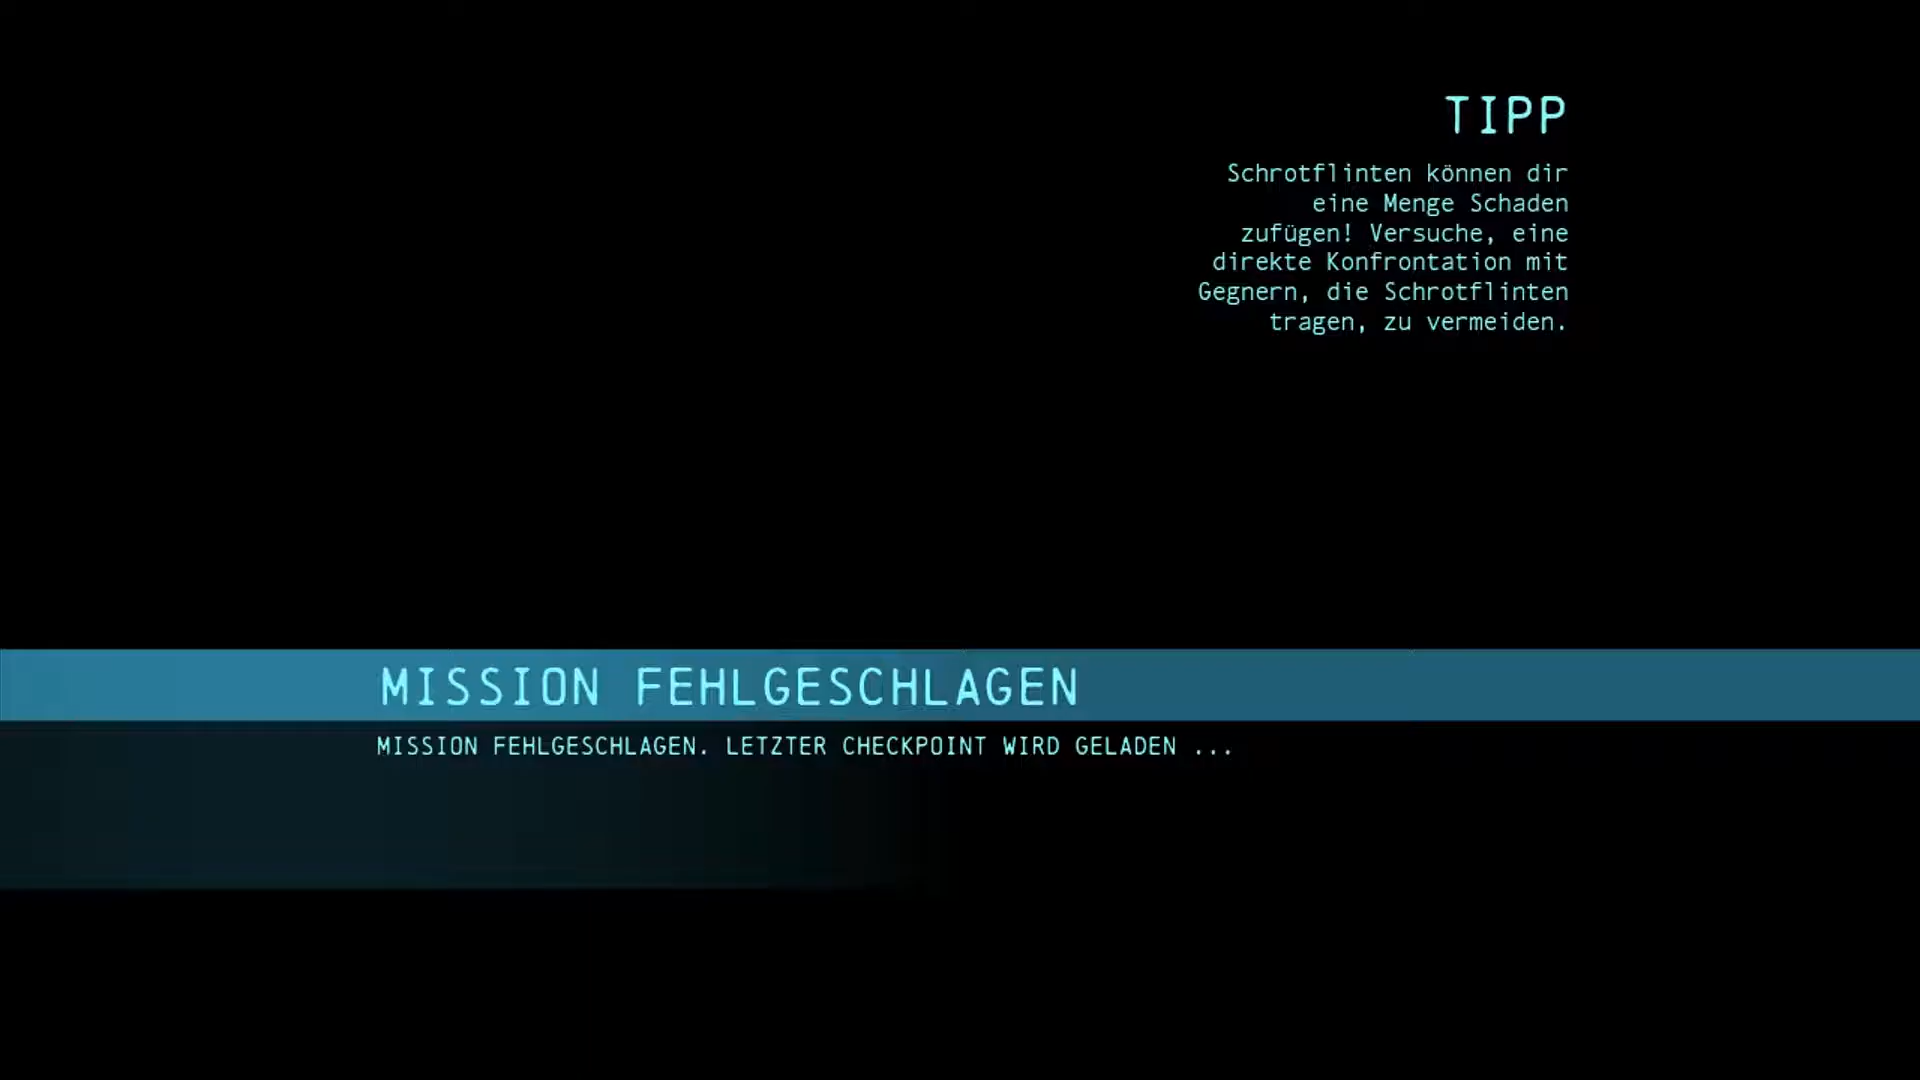 TIPP
Schrotflinten können dir
eine Menge Schaden
zufügen! Versuche, eine
direkte Konfrontation mit
Gegnern, die Schrotflinten
tragen, zu vermeiden.
MISSION FEHLGESCHLAGEN
MISSION FEHLGESCHLAGEN. LETZTER CHECKPOINT WIRD GELADEN ...